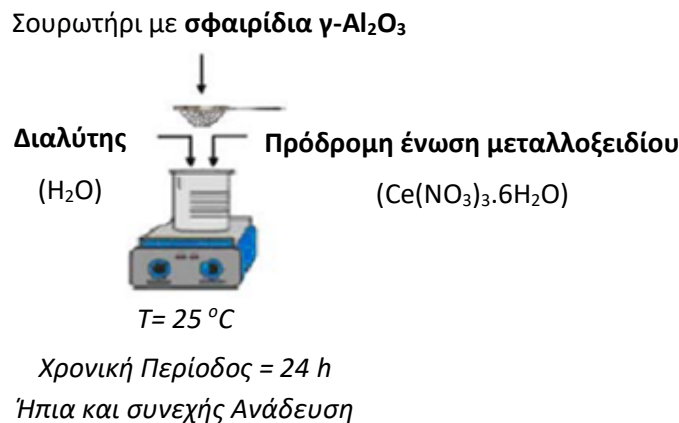 Σουρωτήρι με σφαιρίδια γ-Al₂O₃
Διαλύτης
(H₂O)
Πρόδρομη ένωση μεταλλοξειδίου
(Ce(NO₃)₃.6H₂O)
T= 25 ᵒC
Χρονική Περίοδος = 24 h
Ήπια και συνεχής Ανάδευση